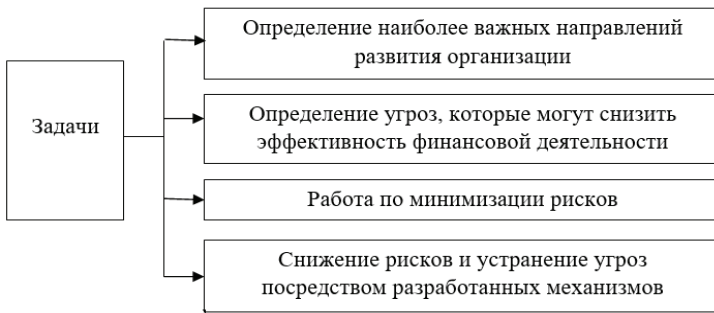 Определение наиболее важных направлений
развития организации
Задачи
Определение угроз, которые могут снизить
эффективность финансовой деятельности
Работа по минимизации рисков
Снижение рисков и устранение угроз
посредством разработанных механизмов